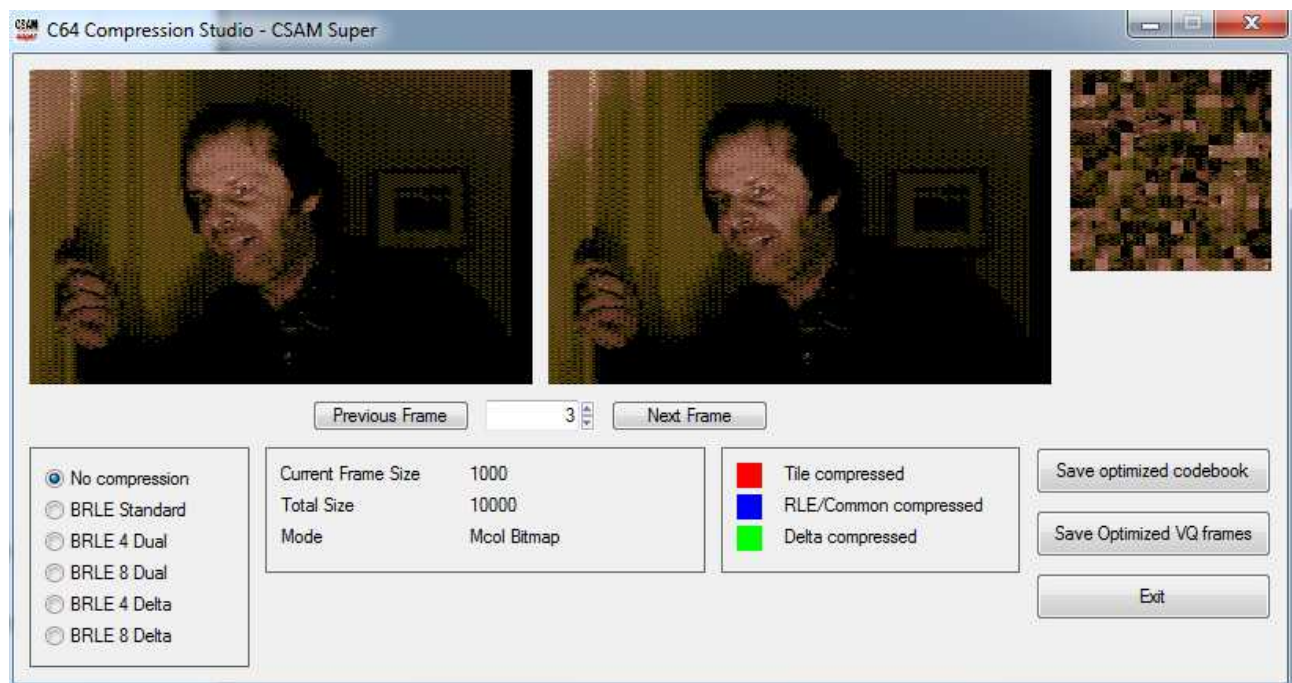 CSAM super
C64 Compression Studio - CSAM Super
Previous Frame 3 Next Frame
No compression
BRLE Standard
BRLE 4 Dual
BRLE 8 Dual
BRLE 4 Delta
BRLE 8 Delta
Current Frame Size 1000
Total Size 10000
Mode Mcol Bitmap
Tile compressed
RLE/Common compressed
Delta compressed
Save optimized codebook
Save Optimized VQ frames
Exit